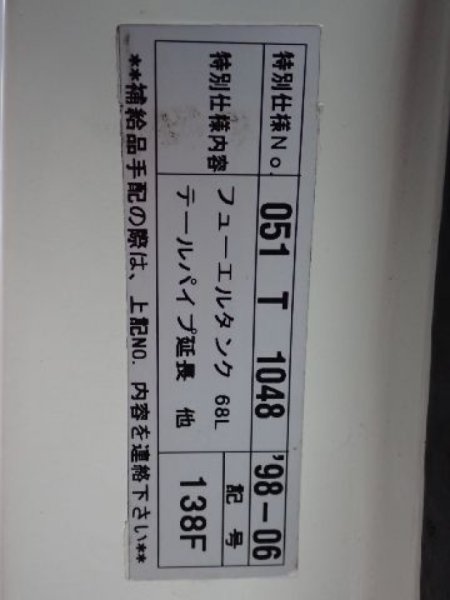 特別仕様No. 051 T 1048 '98-06
特別仕様内容 フューエルタンク 68L 記号
テールパイプ延長 他 138F
**補給品手配の際は、上記NO. 内容を連絡下さい**